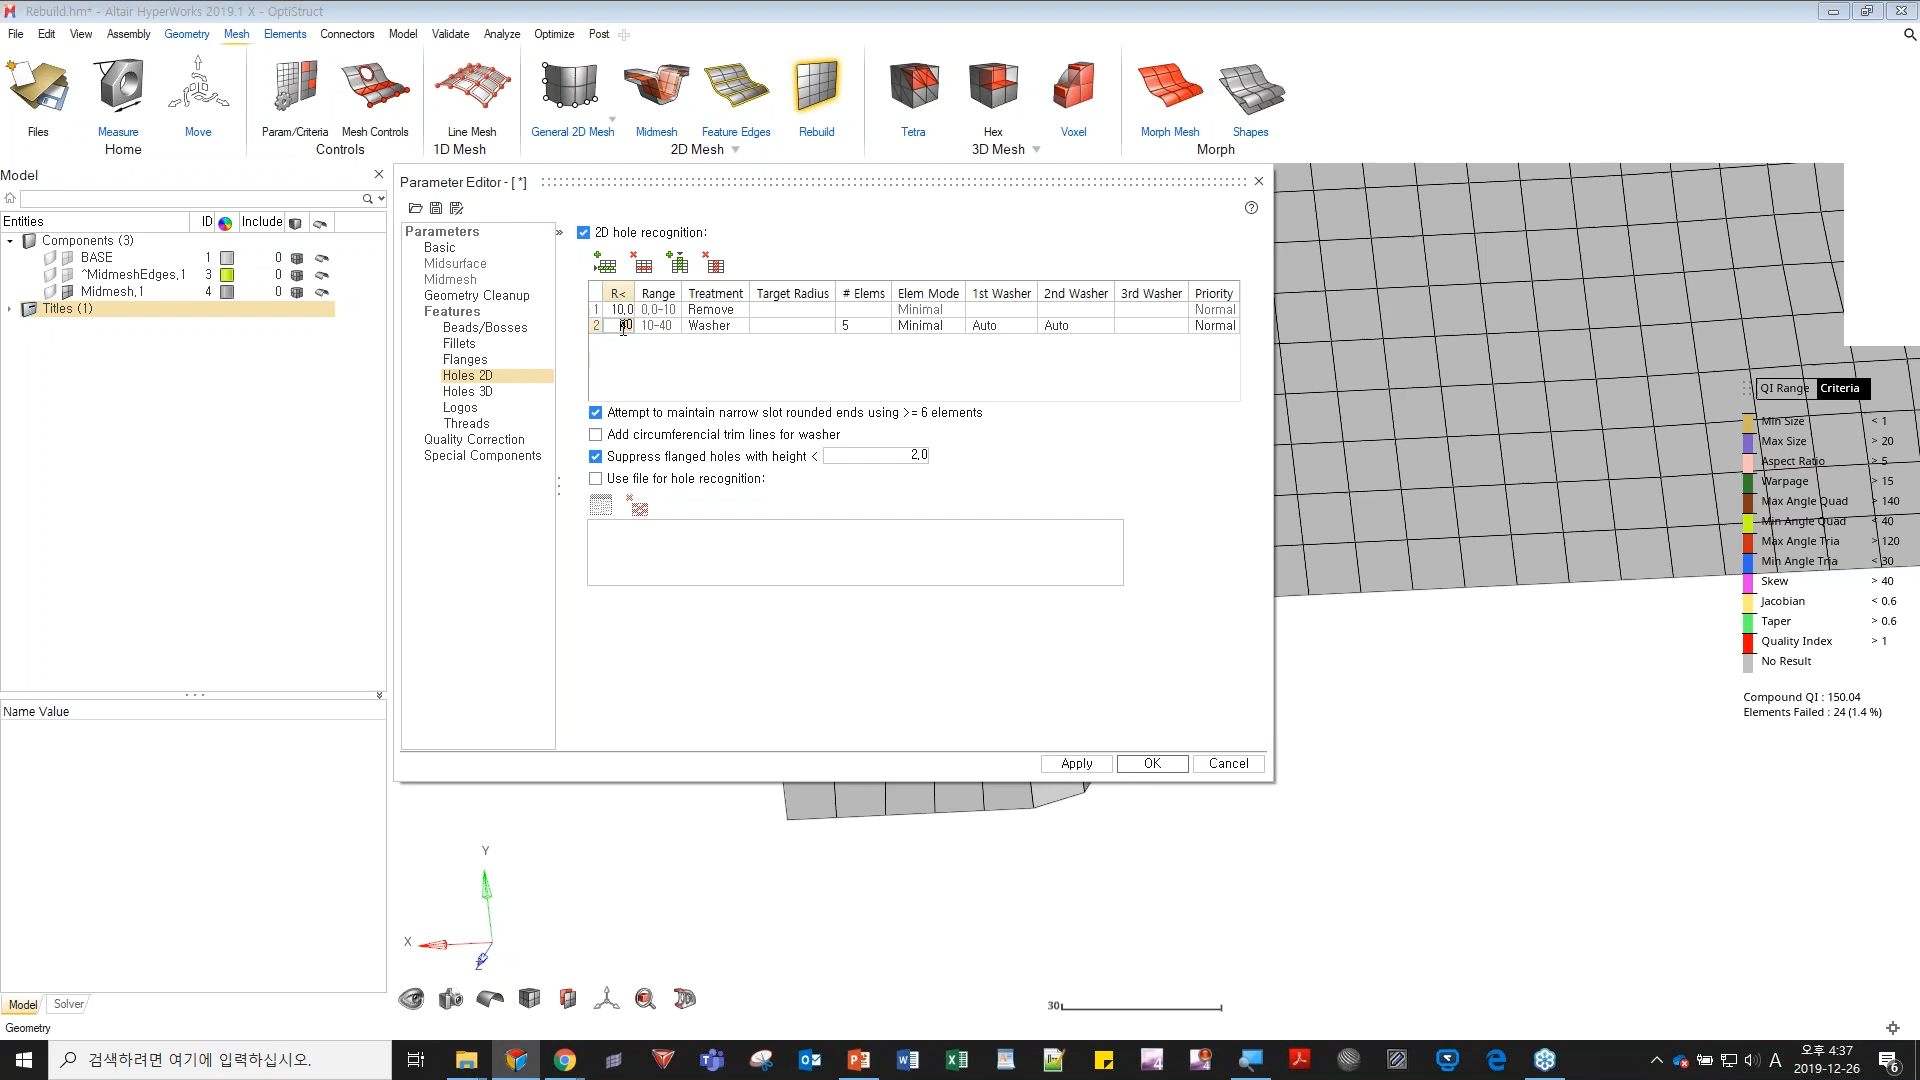 Rebuild.hm* - Altair HyperWorks 2019.1 X - OptiStruct
File Edit View Assembly Geometry Mesh Elements Connectors Model Validate Analyze Optimize Post
Files Measure Move Param/Criteria Mesh Controls Line Mesh General 2D Mesh Midmesh Feature Edges Rebuild Tetra Hex Voxel Morph Mesh Shapes
Home Controls 1D Mesh 2D Mesh 3D Mesh Morph
Model
Entities ID Include
Components (3)
BASE 1 0
^MidmeshEdges,1 3 0
Midmesh,1 4 0
Titles (1)
Name Value
Model Solver
Geometry
Parameter Editor - [ *]
Parameters
Basic
Midsurface
Midmesh
Geometry Cleanup
Features
Beads/Bosses
Fillets
Flanges
Holes 2D
Holes 3D
Logos
Threads
Quality Correction
Special Components
2D hole recognition:
R< Range Treatment Target Radius # Elems Elem Mode 1st Washer 2nd Washer 3rd Washer Priority
1 10,0 0,0-10 Remove Minimal Normal
2 10-40 Washer 5 Minimal Auto Auto Normal
Attempt to maintain narrow slot rounded ends using >= 6 elements
Add circumferencial trim lines for washer
Suppress flanged holes with height < 2,0
Use file for hole recognition:
Apply OK Cancel
QI Range Criteria
Min Size < 1
Max Size > 20
Aspect Ratio > 5
Warpage > 15
Max Angle Quad > 140
Min Angle Quad < 40
Max Angle Tria > 120
Min Angle Tria < 30
Skew > 40
Jacobian < 0.6
Taper > 0.6
Quality Index > 1
No Result
Compound QI : 150.04
Elements Failed : 24 (1.4 %)
Y
X
Z
30
검색하려면 여기에 입력하십시오.
A
오후 4:37
2019-12-26
6